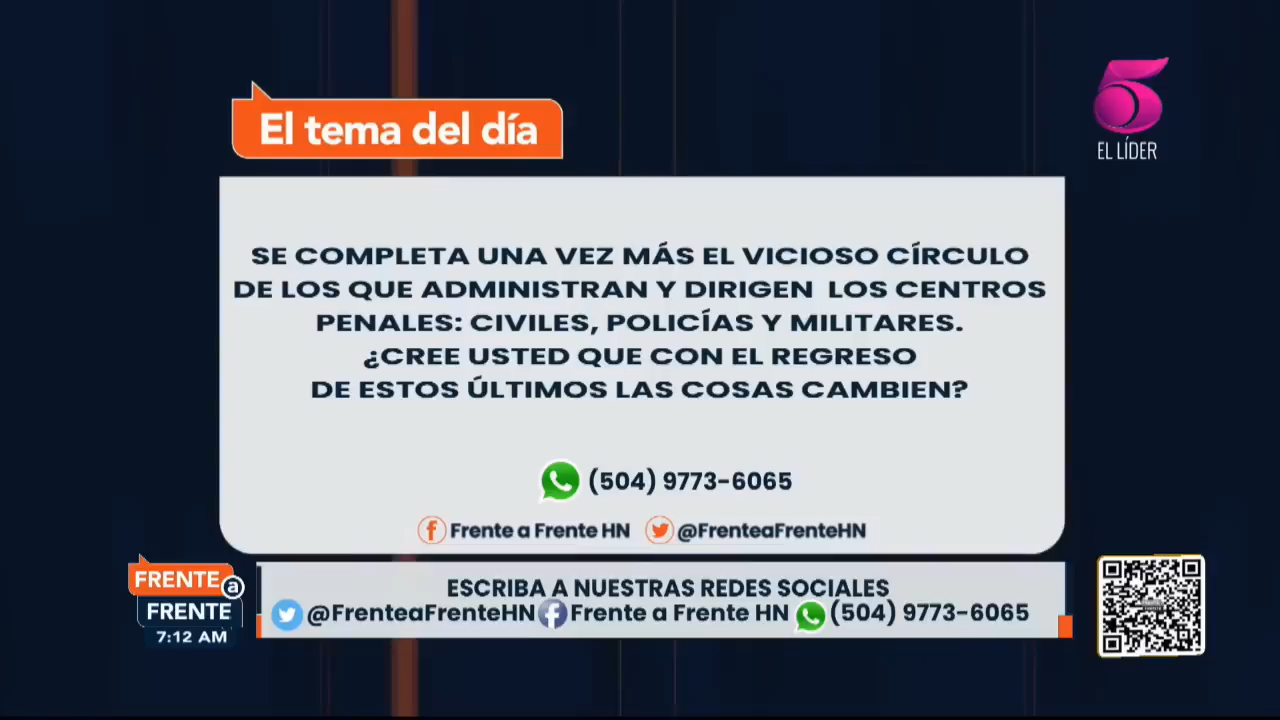 El tema del día
5
EL LÍDER
SE COMPLETA UNA VEZ MÁS EL VICIOSO CÍRCULO
DE LOS QUE ADMINISTRAN Y DIRIGEN LOS CENTROS
PENALES: CIVILES, POLICÍAS Y MILITARES.
¿CREE USTED QUE CON EL REGRESO
DE ESTOS ÚLTIMOS LAS COSAS CAMBIEN?
(504) 9773-6065
Frente a Frente HN @FrenteaFrenteHN
FRENTE a
FRENTE
7:12 AM
ESCRIBA A NUESTRAS REDES SOCIALES
@FrenteaFrenteHN Frente a Frente HN (504) 9773-6065